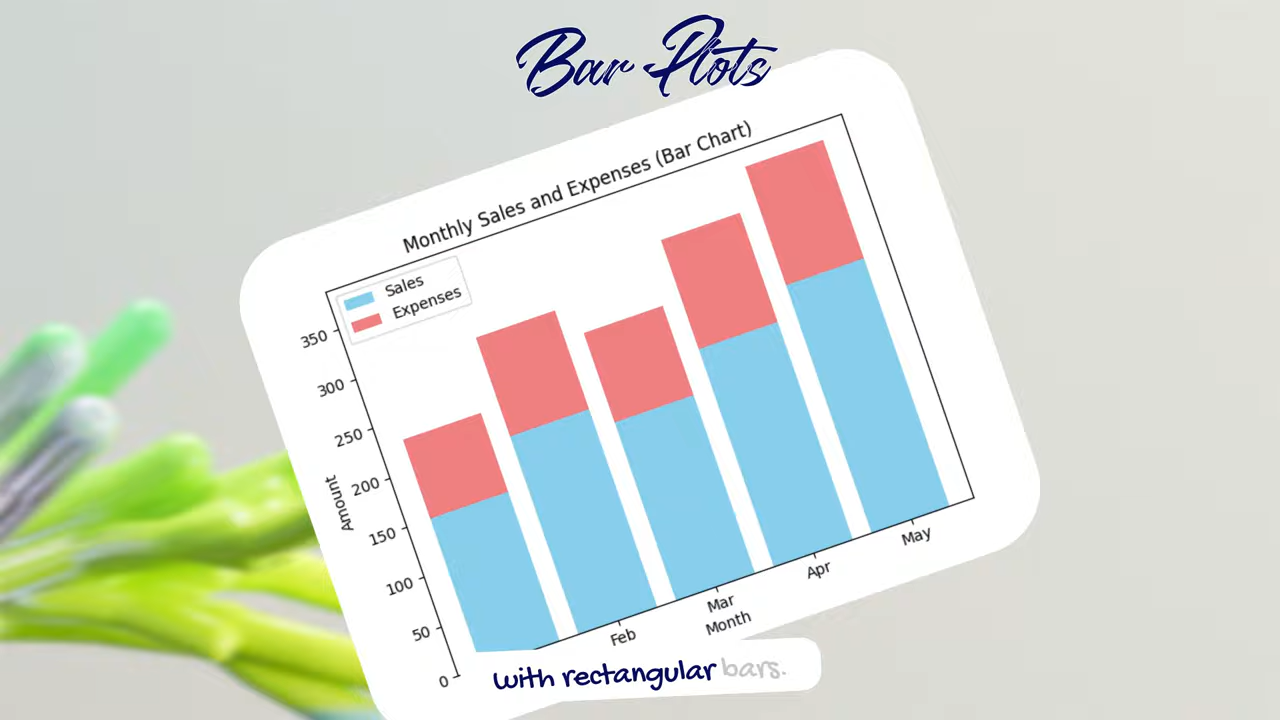 Bar Plots
Monthly Sales and Expenses (Bar Chart)
Sales
Expenses
350
300
250
200
150
100
50
0
Amount
Feb
Mar
Apr
May
Month
with rectangular bars.